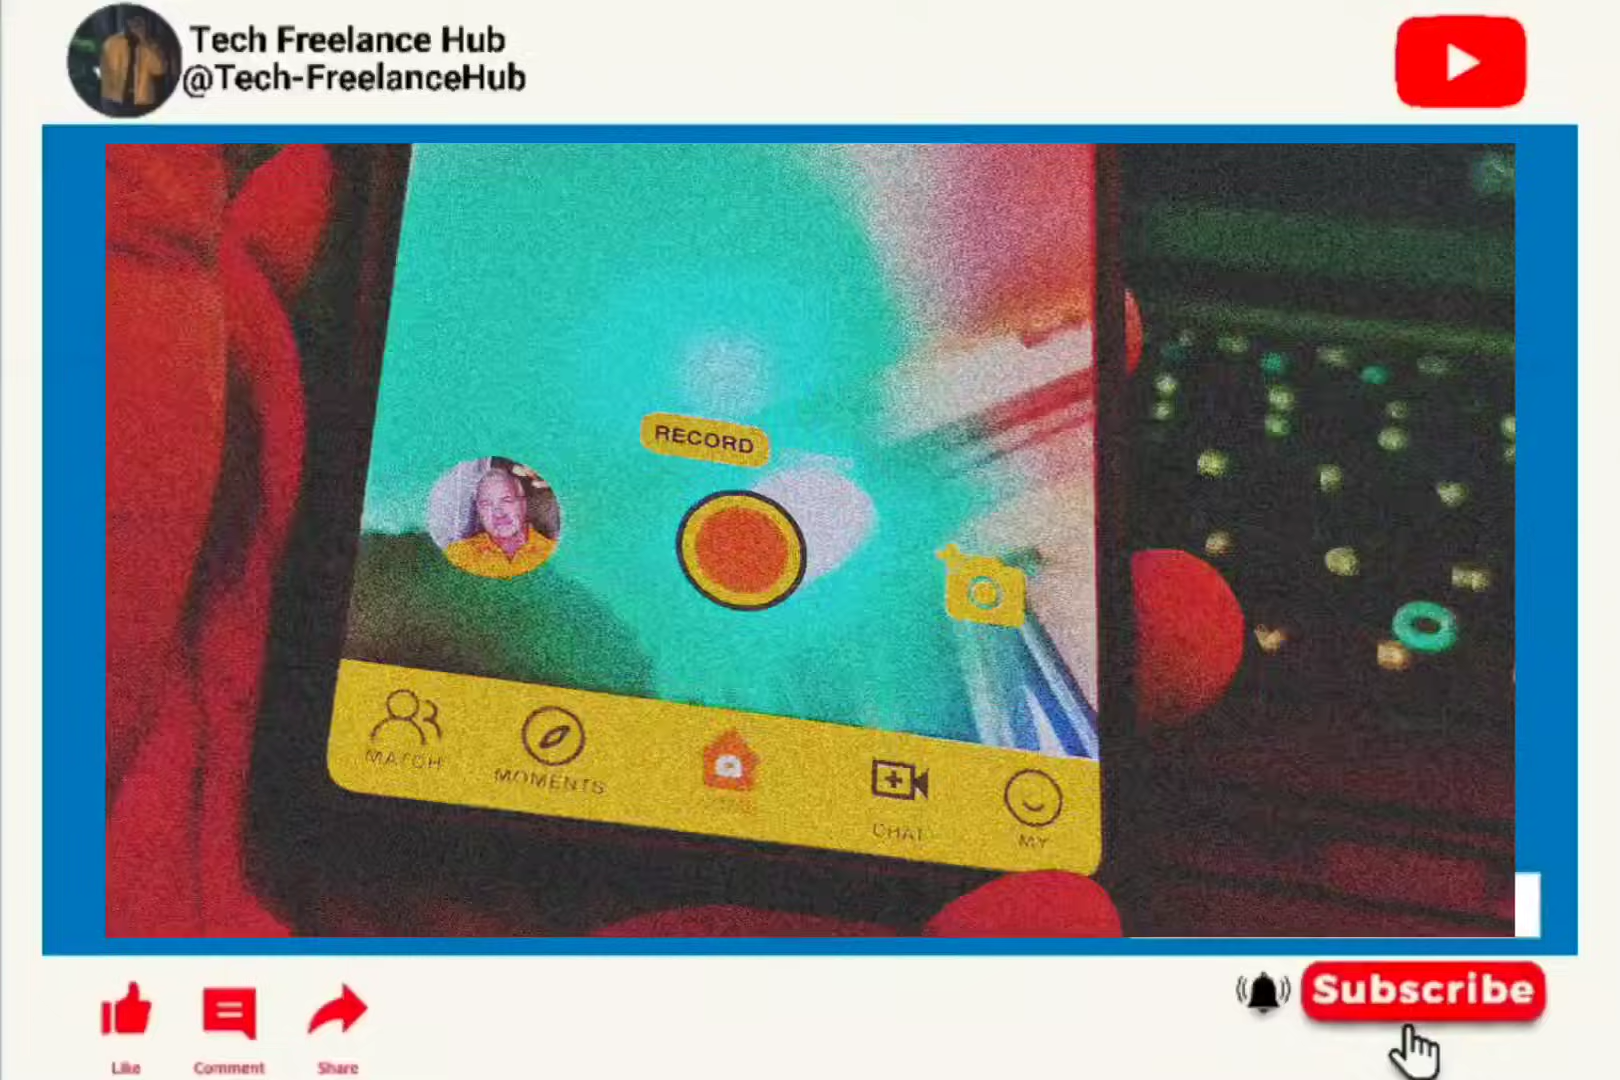 Tech Freelance Hub
@Tech-FreelanceHub
RECORD
MATCH
MOMENTS
CHAT
MY
Subscribe
Like
Comment
Share